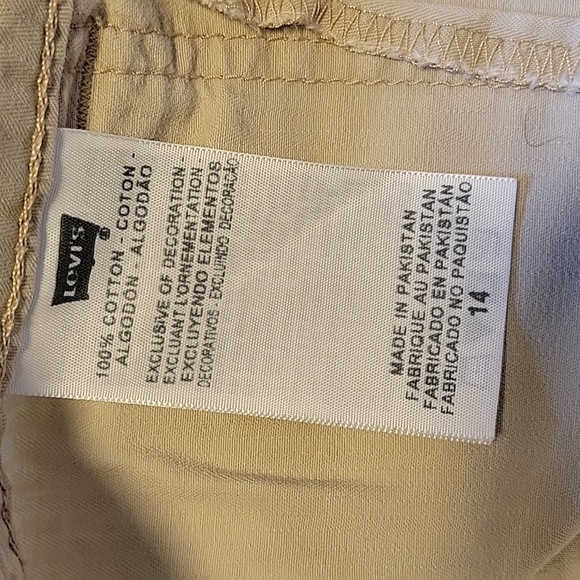 Levi's®
100% COTTON - COTON -
ALGODÓN - ALGODÃO
EXCLUSIVE OF DECORATION -
EXCLUANT L'ORNEMENTATION -
EXCLUYENDO ELEMENTOS
DECORATIVOS EXCLUINDO DECORAÇÃO
MADE IN PAKISTAN
FABRIQUE AU PAKISTAN
FABRICADO EN PAKISTÁN
FABRICADO NO PAQUISTÃO
14